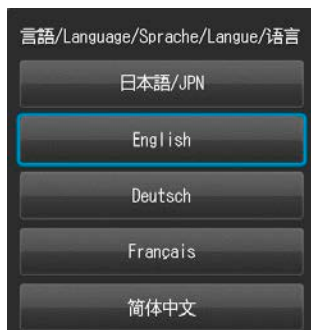 言語/Language/Sprache/Langue/语言
日本語/JPN
English
Deutsch
Français
简体中文